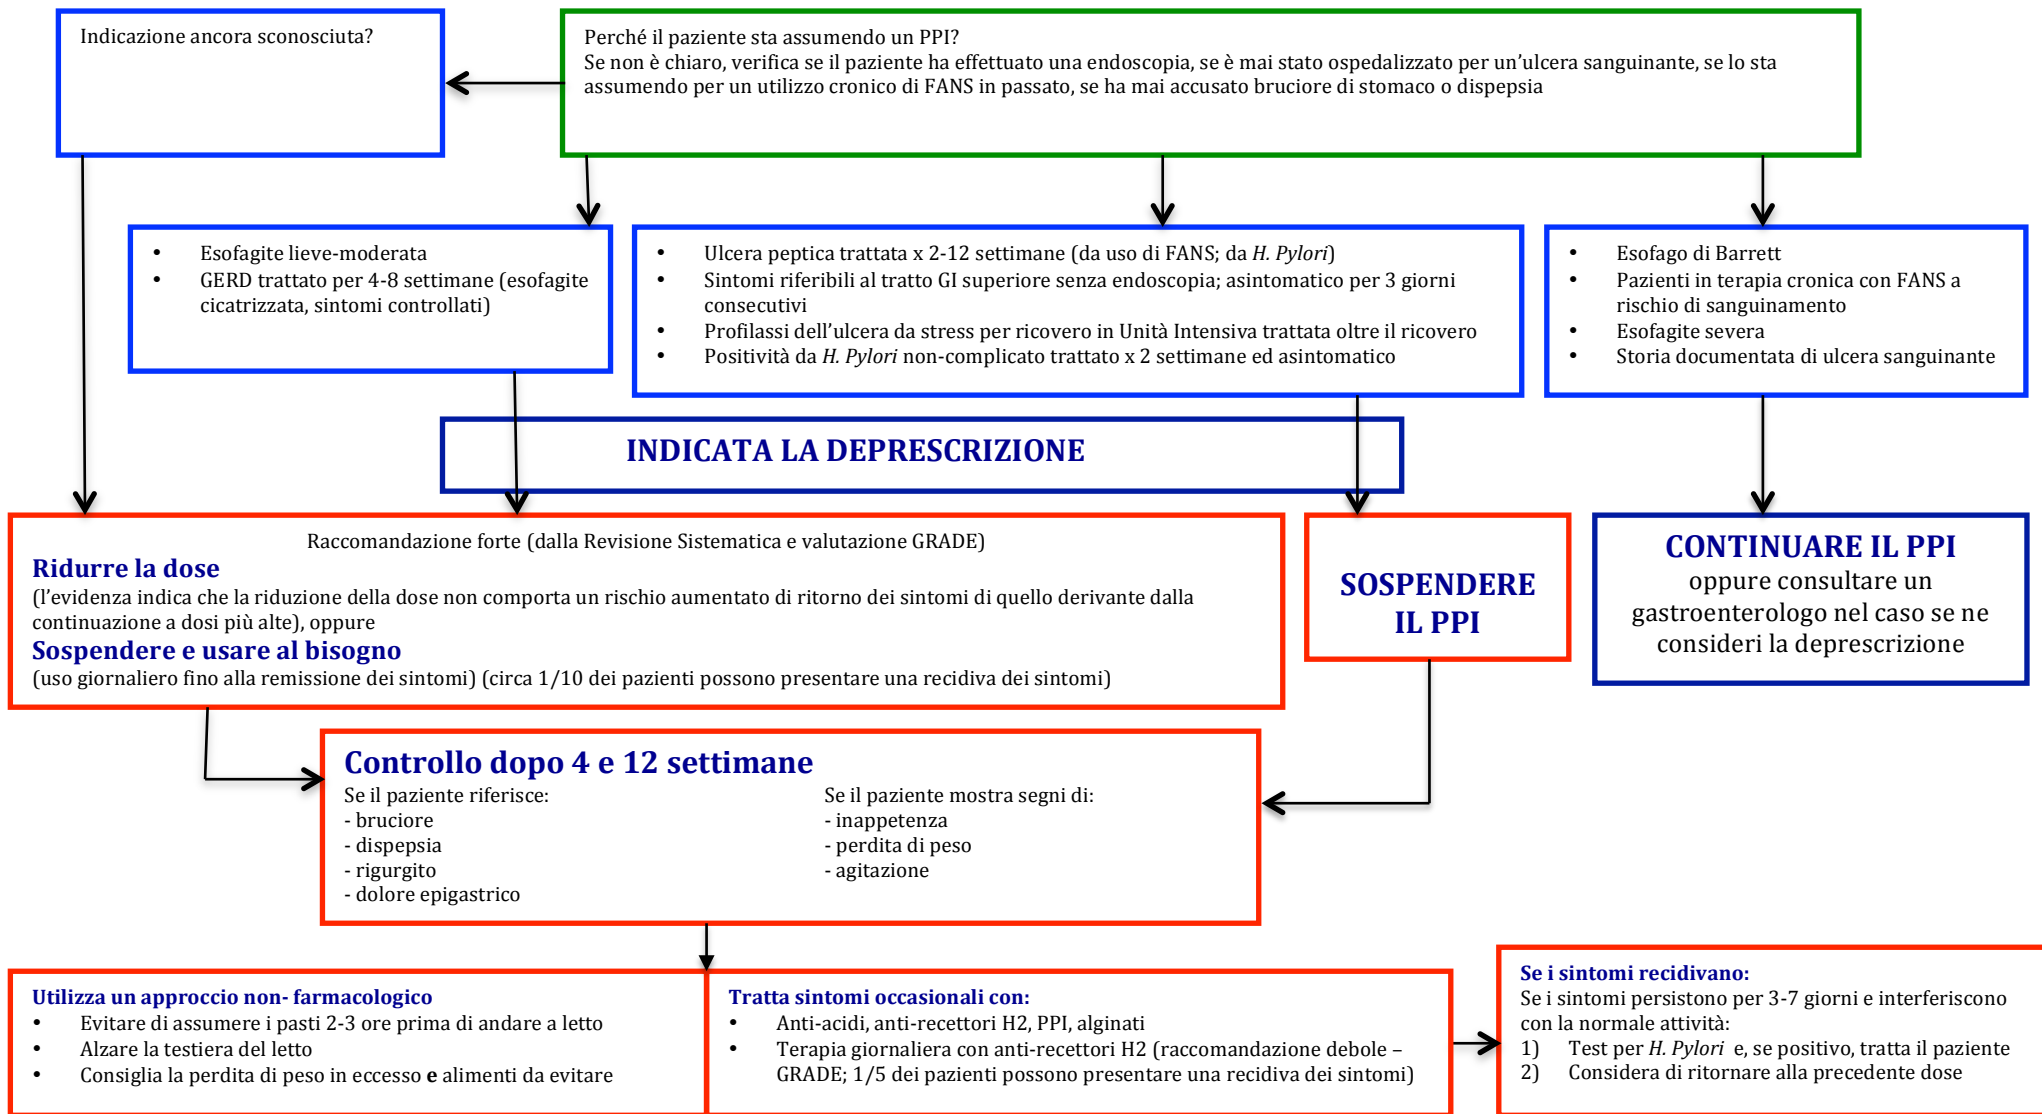 Indicazione ancora sconosciuta?
Perché il paziente sta assumendo un PPI?
Se non è chiaro, verifica se il paziente ha effettuato una endoscopia, se è mai stato ospedalizzato per un'ulcera sanguinante, se lo sta
assumendo per un utilizzo cronico di FANS in passato, se ha mai accusato bruciore di stomaco o dispepsia
• Esofagite lieve-moderata
• GERD trattato per 4-8 settimane (esofagite
cicatrizzata, sintomi controllati)
• Ulcera peptica trattata x 2-12 settimane (da uso di FANS; da H. Pylori)
• Sintomi riferibili al tratto GI superiore senza endoscopia; asintomatico per 3 giorni
consecutivi
• Profilassi dell'ulcera da stress per ricovero in Unità Intensiva trattata oltre il ricovero
• Positività da H. Pylori non-complicato trattato x 2 settimane ed asintomatico
• Esofago di Barrett
• Pazienti in terapia cronica con FANS a
rischio di sanguinamento
• Esofagite severa
• Storia documentata di ulcera sanguinante
INDICATA LA DEPRESCRIZIONE
Raccomandazione forte (dalla Revisione Sistematica e valutazione GRADE)
Ridurre la dose
(l'evidenza indica che la riduzione della dose non comporta un rischio aumentato di ritorno dei sintomi di quello derivante dalla
continuazione a dosi più alte), oppure
Sospendere e usare al bisogno
(uso giornaliero fino alla remissione dei sintomi) (circa 1/10 dei pazienti possono presentare una recidiva dei sintomi)
SOSPENDERE
IL PPI
CONTINUARE IL PPI
oppure consultare un
gastroenterologo nel caso se ne
consideri la deprescrizione
Controllo dopo 4 e 12 settimane
Se il paziente riferisce:
- bruciore
- dispepsia
- rigurgito
- dolore epigastrico
Se il paziente mostra segni di:
- inappetenza
- perdita di peso
- agitazione
Utilizza un approccio non- farmacologico
• Evitare di assumere i pasti 2-3 ore prima di andare a letto
• Alzare la testiera del letto
• Consiglia la perdita di peso in eccesso e alimenti da evitare
Tratta sintomi occasionali con:
• Anti-acidi, anti-recettori H2, PPI, alginati
• Terapia giornaliera con anti-recettori H2 (raccomandazione debole –
GRADE; 1/5 dei pazienti possono presentare una recidiva dei sintomi)
Se i sintomi recidivano:
Se i sintomi persistono per 3-7 giorni e interferiscono
con la normale attività:
1) Test per H. Pylori e, se positivo, tratta il paziente
2) Considera di ritornare alla precedente dose